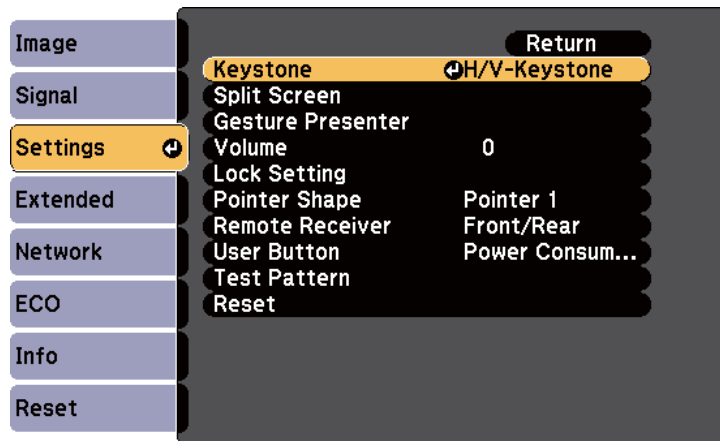 Image
Signal
Settings
Extended
Network
ECO
Info
Reset
Return
Keystone H/V-Keystone
Split Screen
Gesture Presenter
Volume 0
Lock Setting
Pointer Shape Pointer 1
Remote Receiver Front/Rear
User Button Power Consum...
Test Pattern
Reset